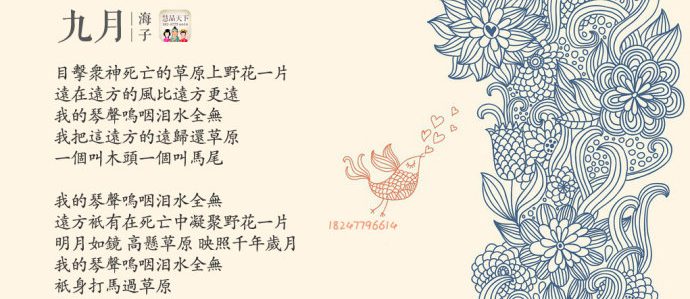 九月
海子
慧品天下
目擊衆神死亡的草原上野花一片
遠在遠方的風比遠方更遠
我的琴聲嗚咽泪水全無
我把這遠方的遠歸還草原
一個叫木頭一個叫馬尾
我的琴聲嗚咽泪水全無
遠方祇有在死亡中凝聚野花一片
明月如鏡 高懸草原 映照千年歲月
我的琴聲嗚咽泪水全無
祇身打馬過草原
18247796614